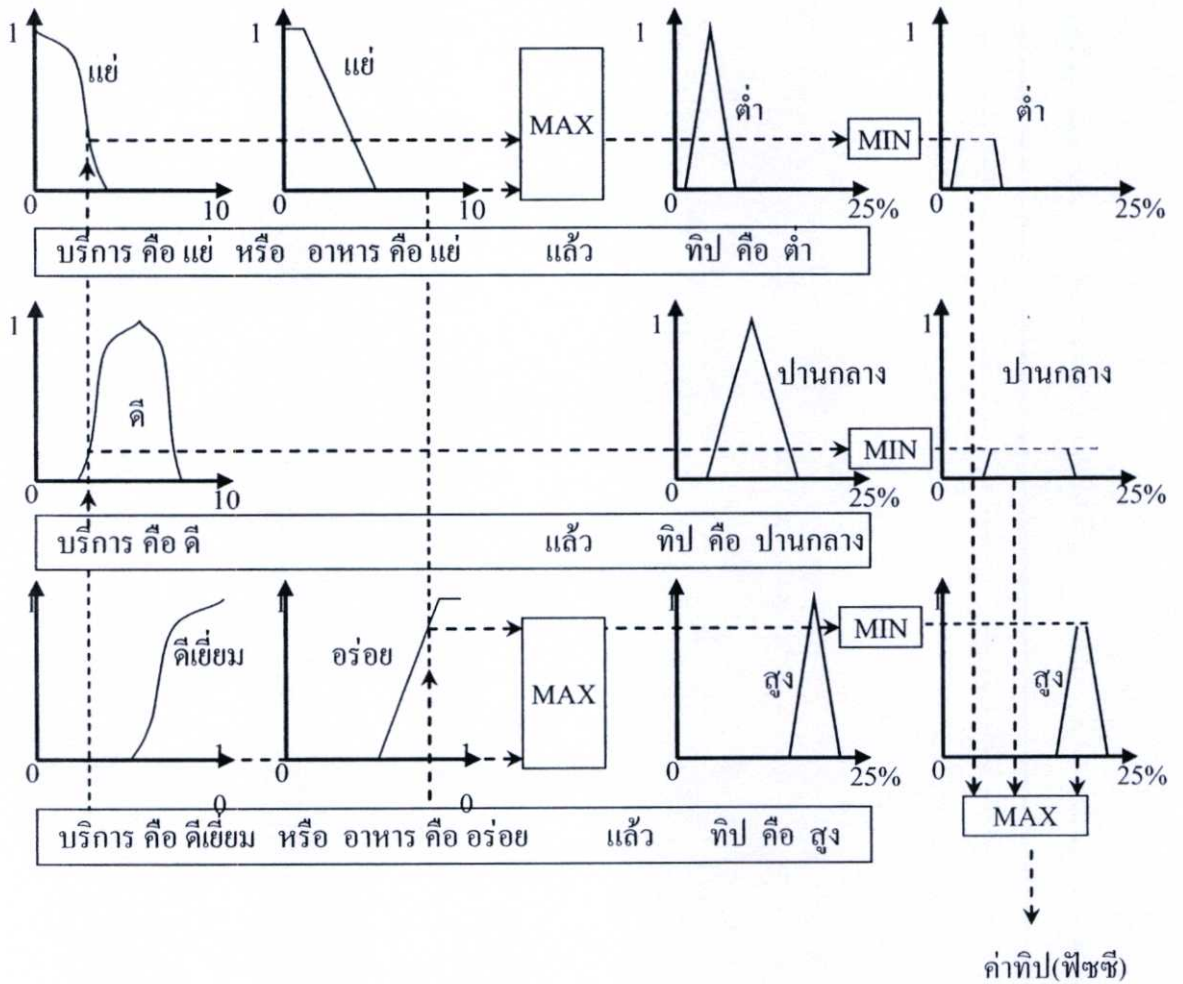 1 แย่ 1 แย่ MAX 1 ต่ำ MIN 1 ต่ำ
0 10 0 10 0 25% 0 25%
บริการ คือ แย่ หรือ อาหาร คือ แย่ แล้ว ทิป คือ ต่ำ
1 ดี 1 ปานกลาง MIN 1 ปานกลาง
0 10 0 25% 0 25%
บริการ คือ ดี แล้ว ทิป คือ ปานกลาง
1 ดีเยี่ยม 1 อร่อย MAX 1 สูง MIN 1 สูง
0 1 0 0 1 0 0 25% 0 25%
บริการ คือ ดีเยี่ยม หรือ อาหาร คือ อร่อย แล้ว ทิป คือ สูง
MAX
ค่าทิป(ฟัซซี)